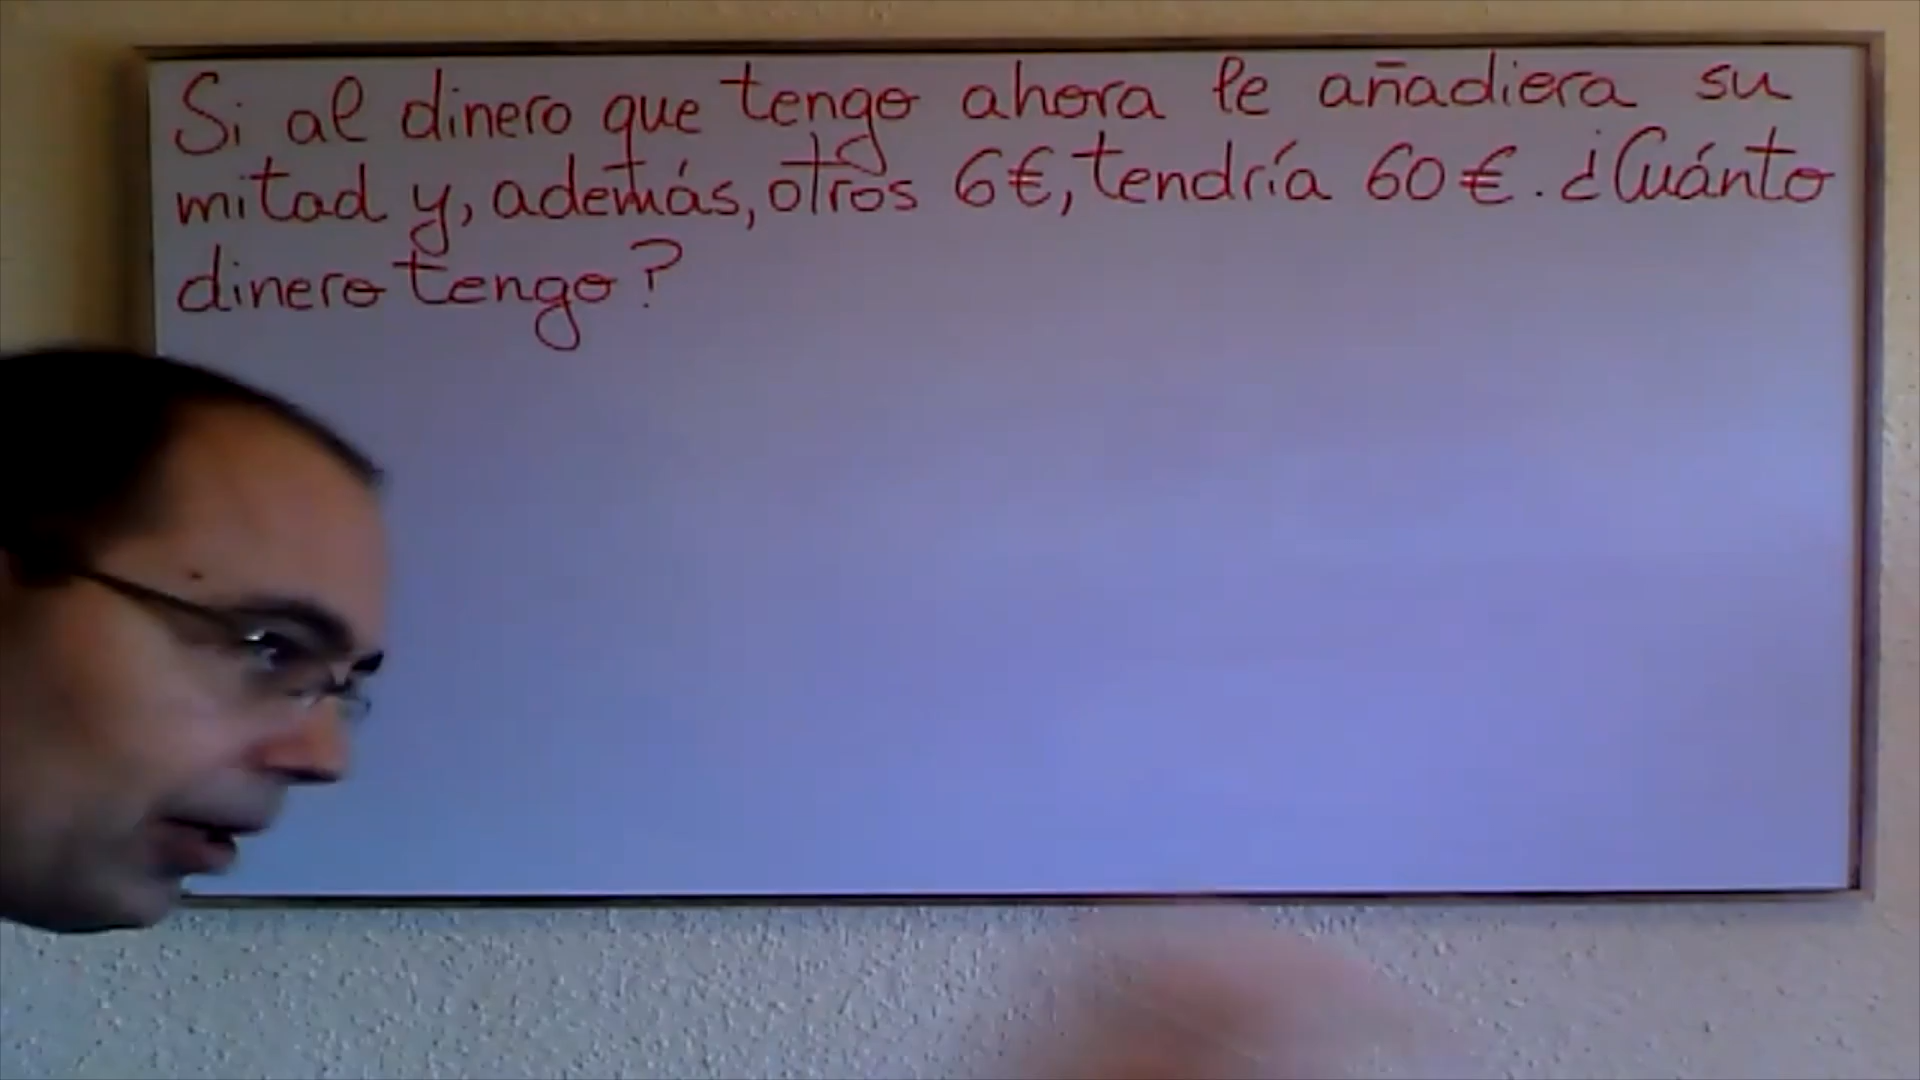 Si al dinero que tengo ahora le añadiera su
mitad y, además, otros 6€, tendría 60€. ¿Cuánto
dinero tengo?